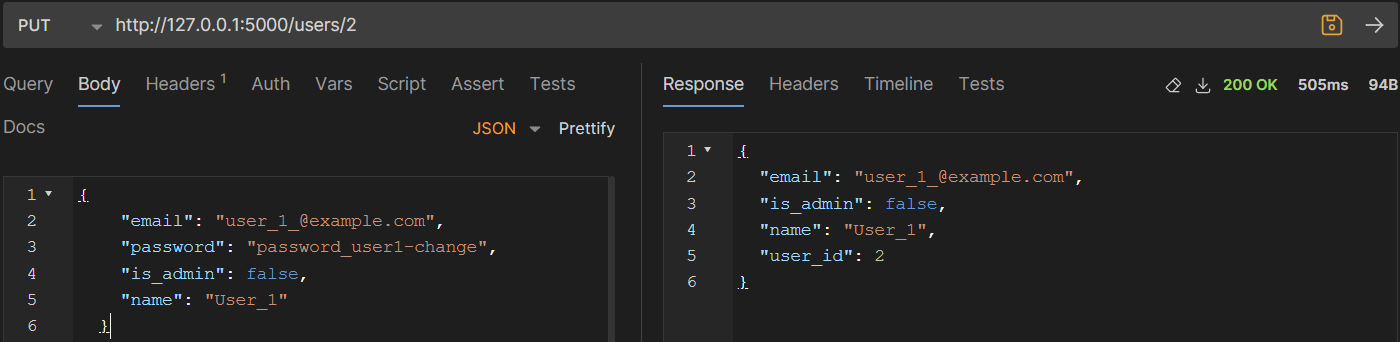 PUT http://127.0.0.1:5000/users/2
Query Body Headers 1 Auth Vars Script Assert Tests
Docs JSON Prettify
1 {
2 "email": "user_1_@example.com",
3 "password": "password_user1-change",
4 "is_admin": false,
5 "name": "User_1"
6 }
Response Headers Timeline Tests 200 OK 505ms 94B
1 {
2 "email": "user_1_@example.com",
3 "is_admin": false,
4 "name": "User_1",
5 "user_id": 2
6 }